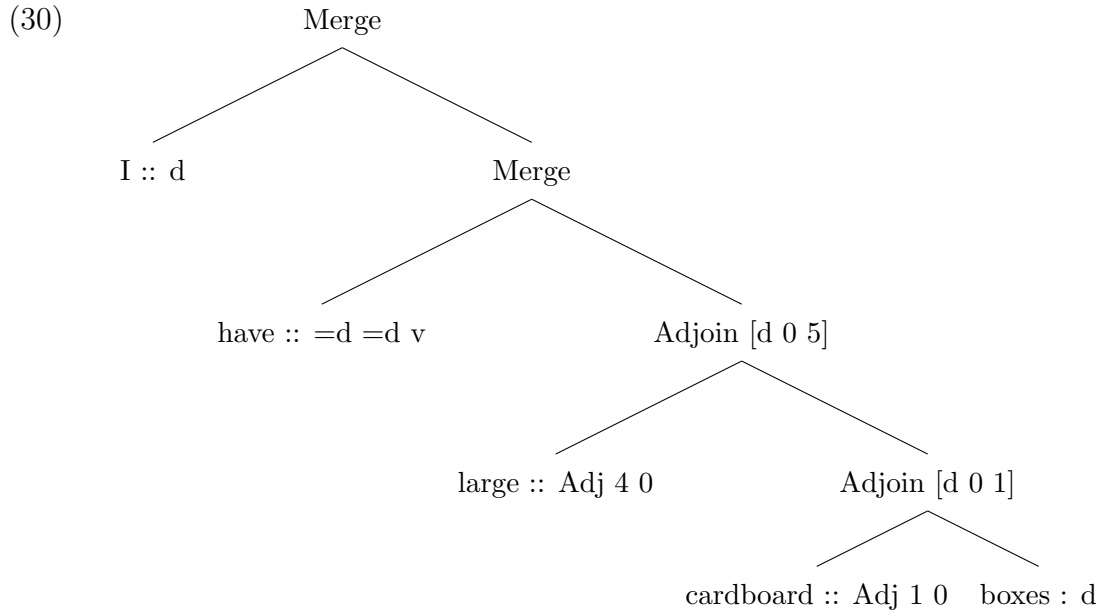 (30) Merge
I :: d Merge
have :: =d =d v Adjoin [d 0 5]
large :: Adj 4 0 Adjoin [d 0 1]
cardboard :: Adj 1 0 boxes : d